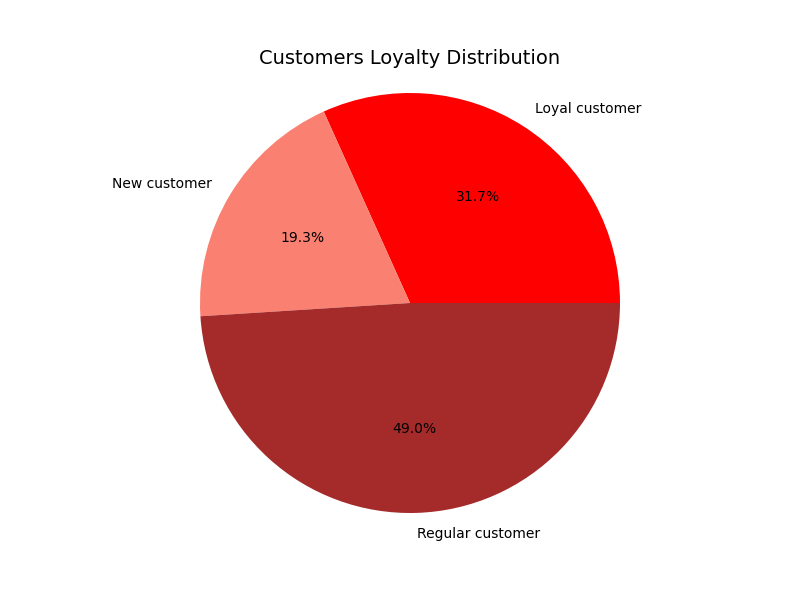 Customers Loyalty Distribution
Loyal customer
31.7%
New customer
19.3%
49.0%
Regular customer